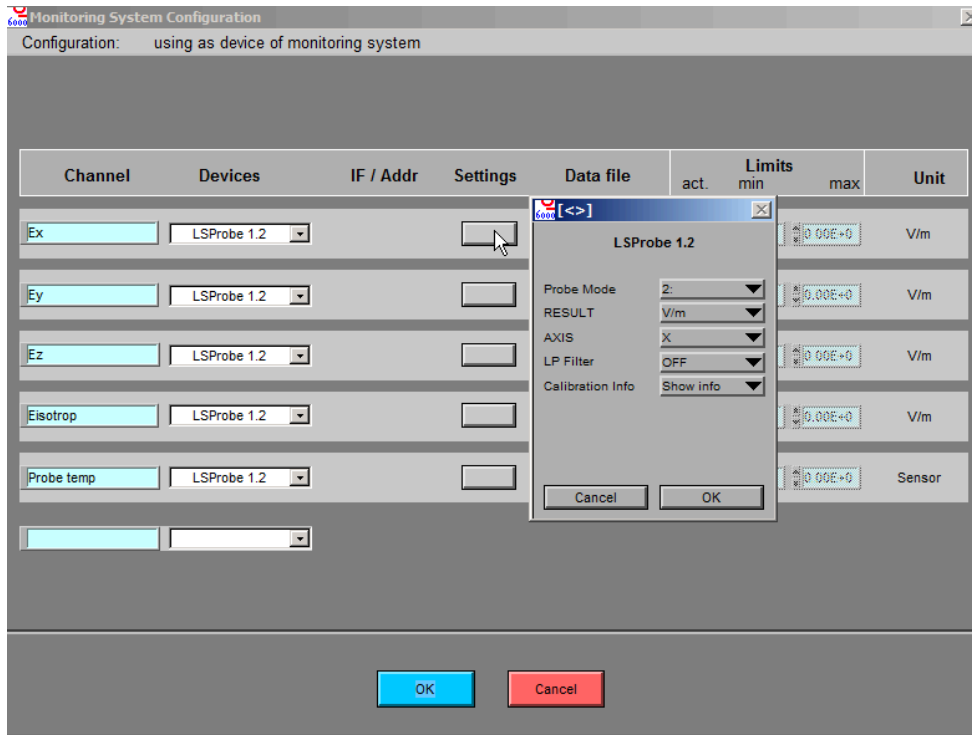 6000 Monitoring System Configuration
Configuration: using as device of monitoring system
Channel Devices IF / Addr Settings Data file Limits Unit
act. min max
6000 [<>]
LSProbe 1.2
Ex LSProbe 1.2 0.00E+0 V/m
Probe Mode 2:
Ey LSProbe 1.2 0.00E+0 V/m
RESULT V/m
AXIS X
Ez LSProbe 1.2 0.00E+0 V/m
LP Filter OFF
Calibration Info Show info
Eisotrop LSProbe 1.2 0.00E+0 V/m
Probe temp LSProbe 1.2 0.00E+0 Sensor
Cancel OK
OK Cancel